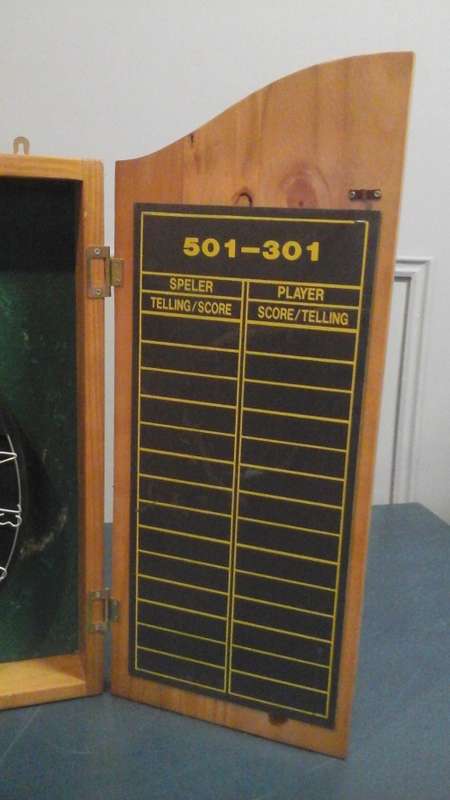 501-301
SPELER PLAYER
TELLING/SCORE SCORE/TELLING